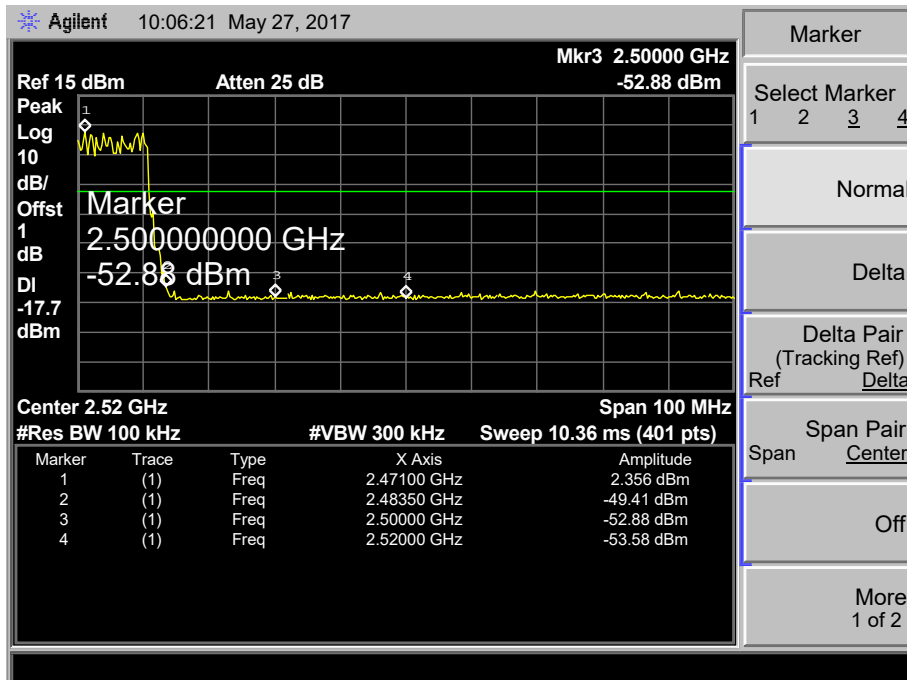 Agilent 10:06:21 May 27, 2017
Mkr3 2.50000 GHz
Ref 15 dBm Atten 25 dB -52.88 dBm
Peak
Log
10
dB/
Offst
1
dB
DI
-17.7
dBm
1
3
4
Marker
2.500000000 GHz
-52.88 dBm
Center 2.52 GHz Span 100 MHz
#Res BW 100 kHz #VBW 300 kHz Sweep 10.36 ms (401 pts)
Marker Trace Type X Axis Amplitude
1 (1) Freq 2.47100 GHz 2.356 dBm
2 (1) Freq 2.48350 GHz -49.41 dBm
3 (1) Freq 2.50000 GHz -52.88 dBm
4 (1) Freq 2.52000 GHz -53.58 dBm
Marker
Select Marker
1 2 3 4
Normal
Delta
Delta Pair
(Tracking Ref)
Ref Delta
Span Pair
Span Center
Off
More
1 of 2